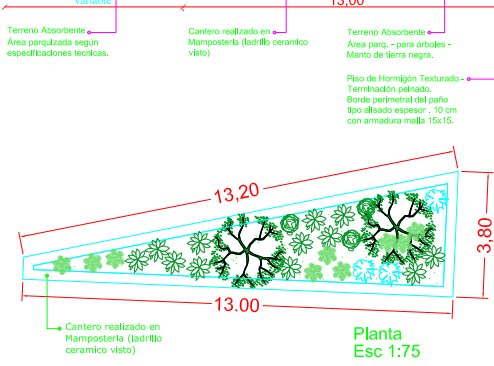 Variable
13,00
Terreno Absorbente
Área parquizada según
especificaciones tecnicas.
Cantero realizado en
Mampostería (ladrillo ceramico
visto)
Terreno Absorbente
Área parq. - para árboles -
Manto de tierra negra.
Piso de Hormigón Texturado -
Terminación peinado.
Borde perimetral del paño
tipo alisado espesor . 10 cm
con armadura malla 15x15.
13,20
3,80
13.00
Cantero realizado en
Mampostería (ladrillo
ceramico visto)
Planta
Esc 1:75